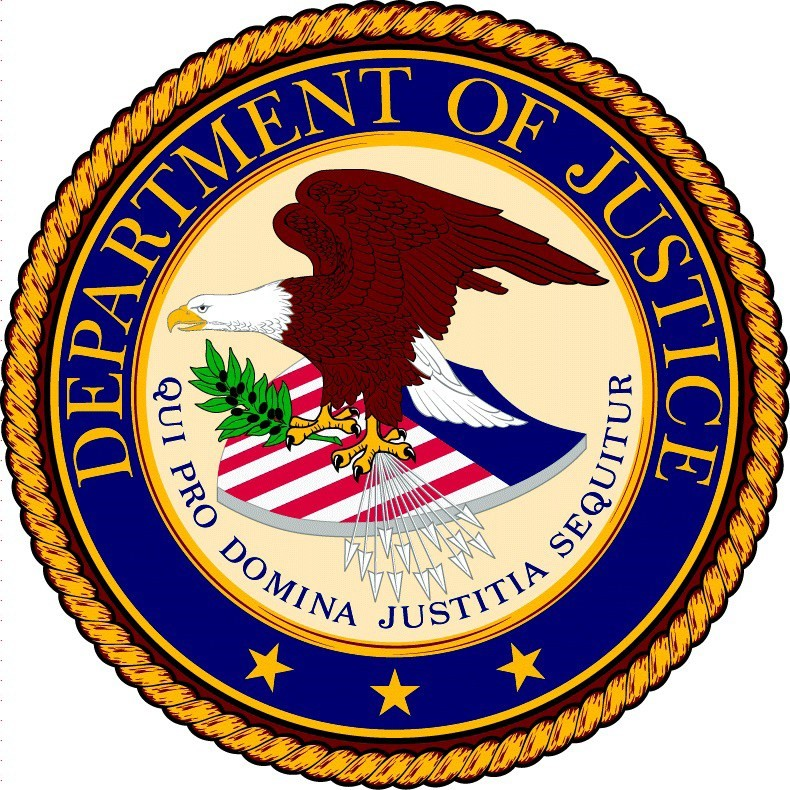 DEPARTMENT OF JUSTICE
QUI PRO DOMINA JUSTITIA SEQUITUR